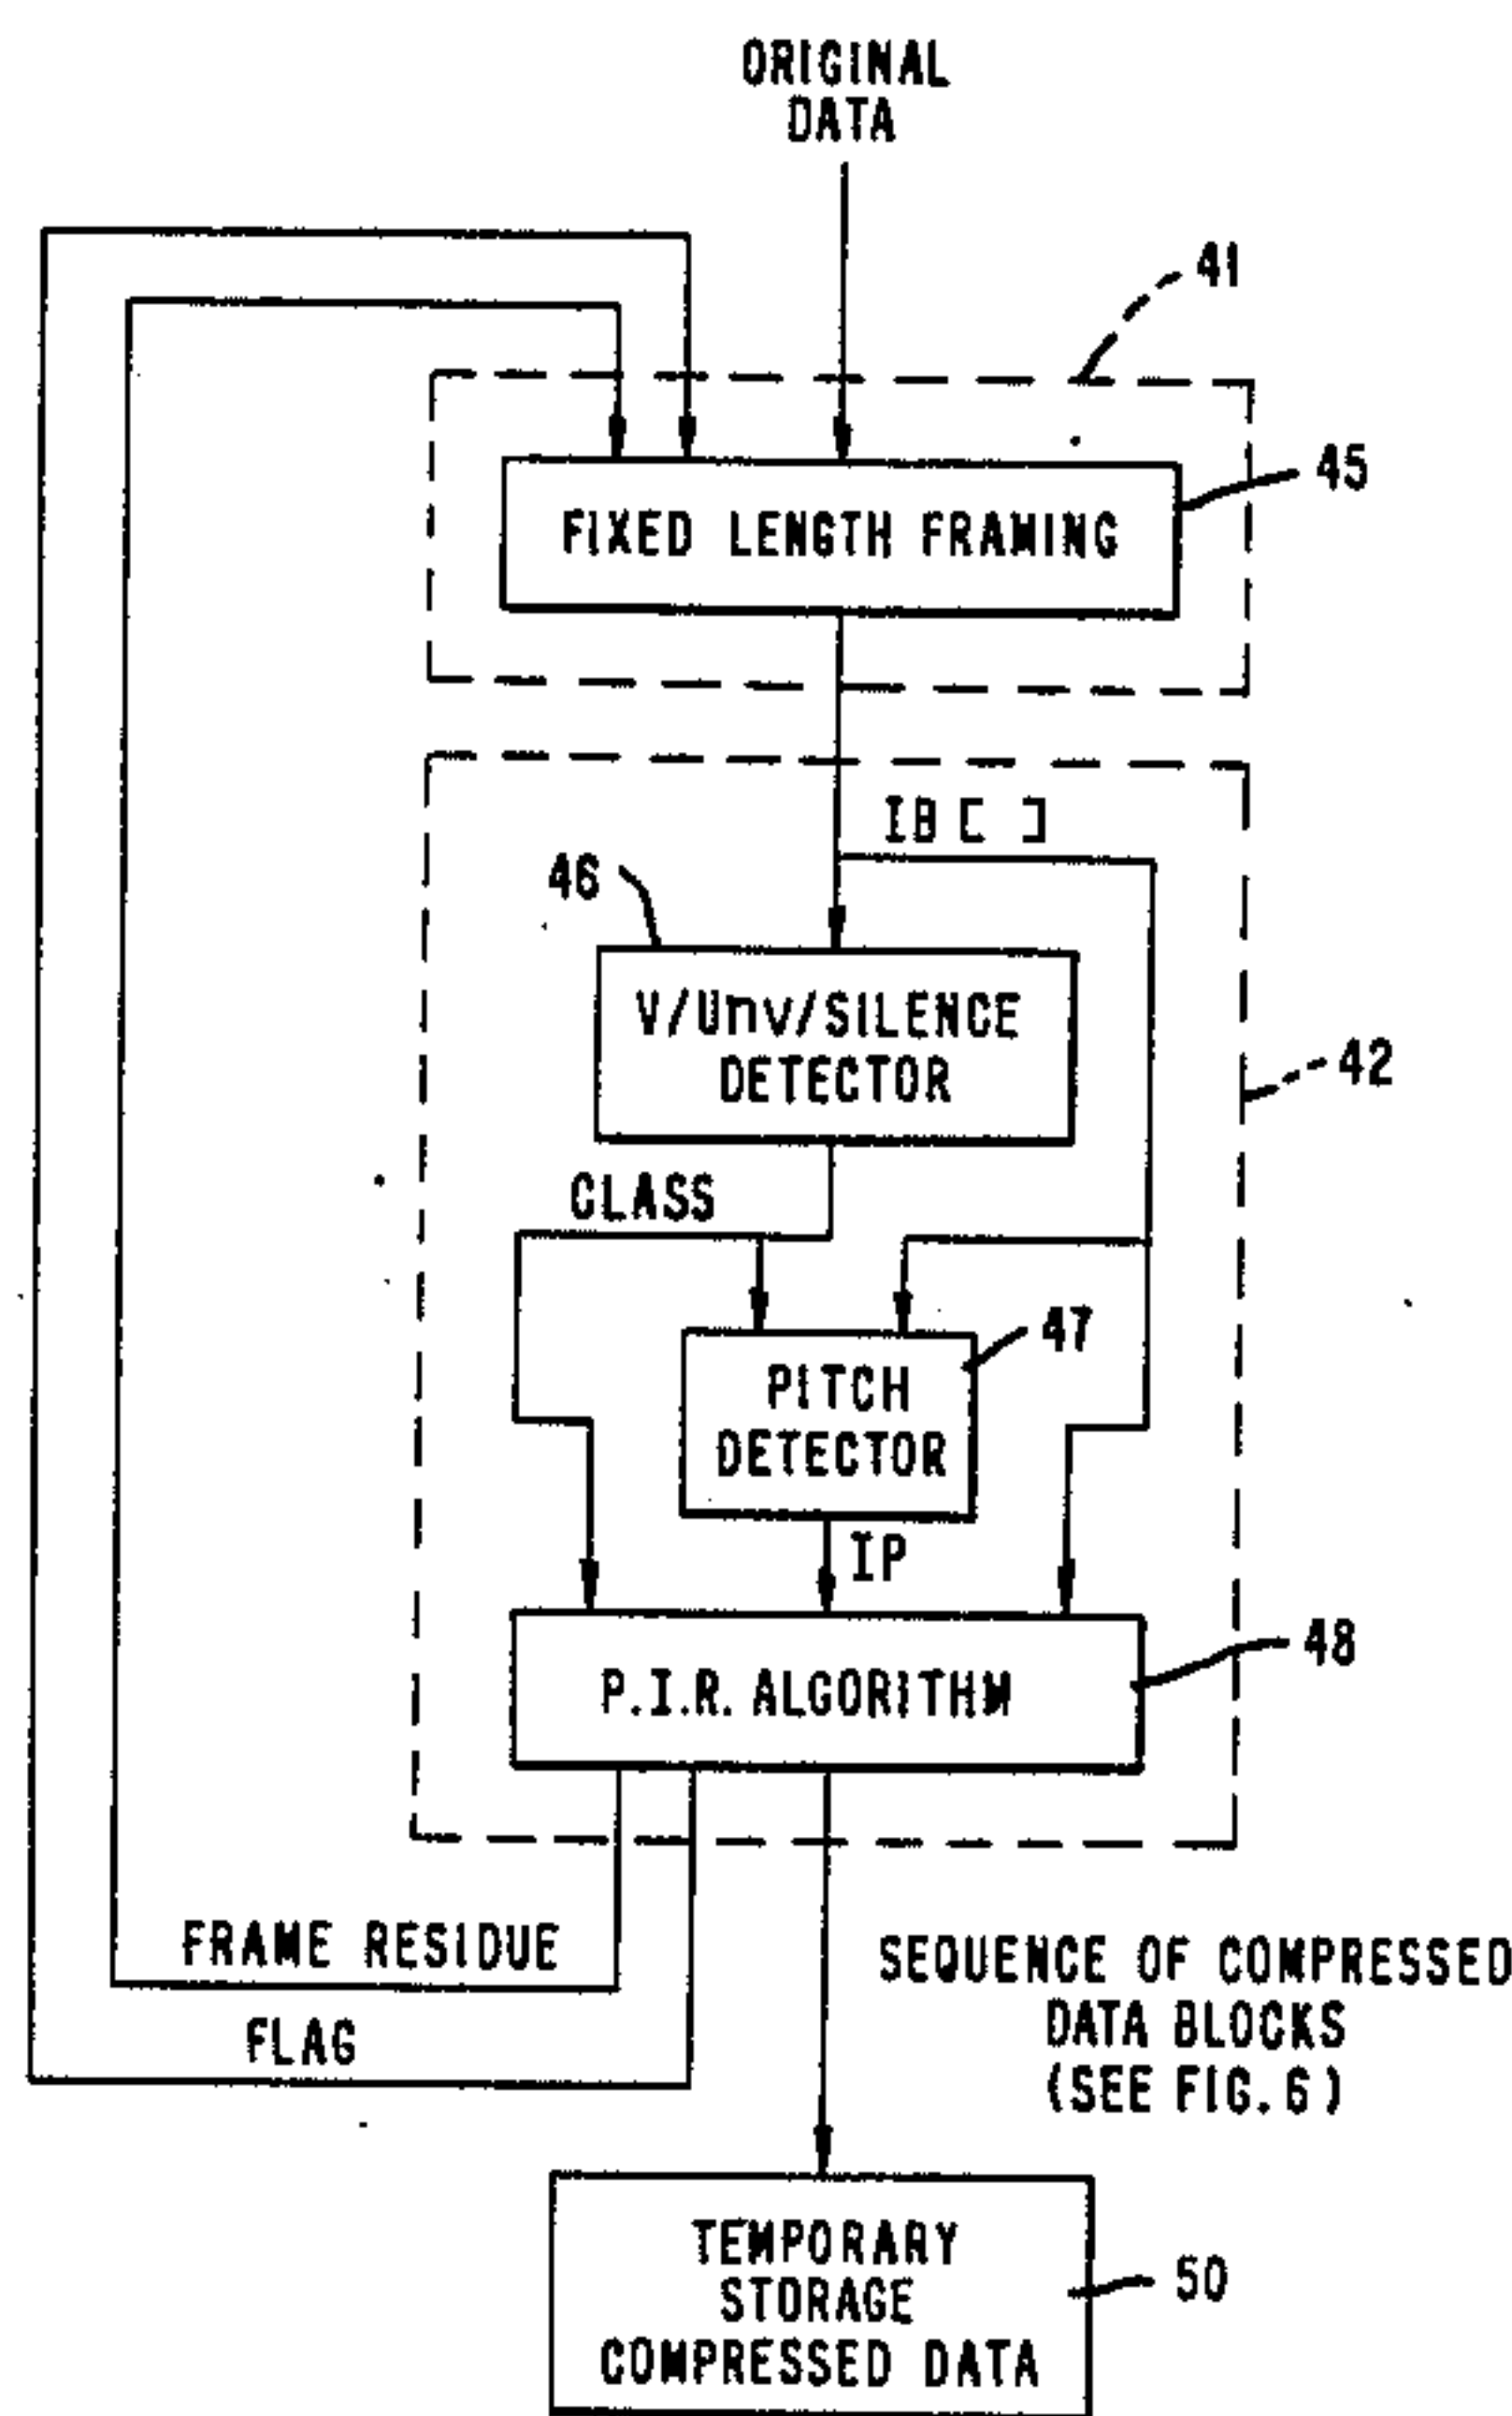 ORIGINAL
DATA
41
45
FIXED LENGTH FRAMING
IB [ ]
46
V/Unv/SILENCE
DETECTOR
42
CLASS
47
PITCH
DETECTOR
IP
48
P.I.R. ALGORITHM
FRAME RESIDUE
FLAG
SEQUENCE OF COMPRESSED
DATA BLOCKS
(SEE FIG.6)
TEMPORARY
STORAGE
COMPRESSED DATA
50